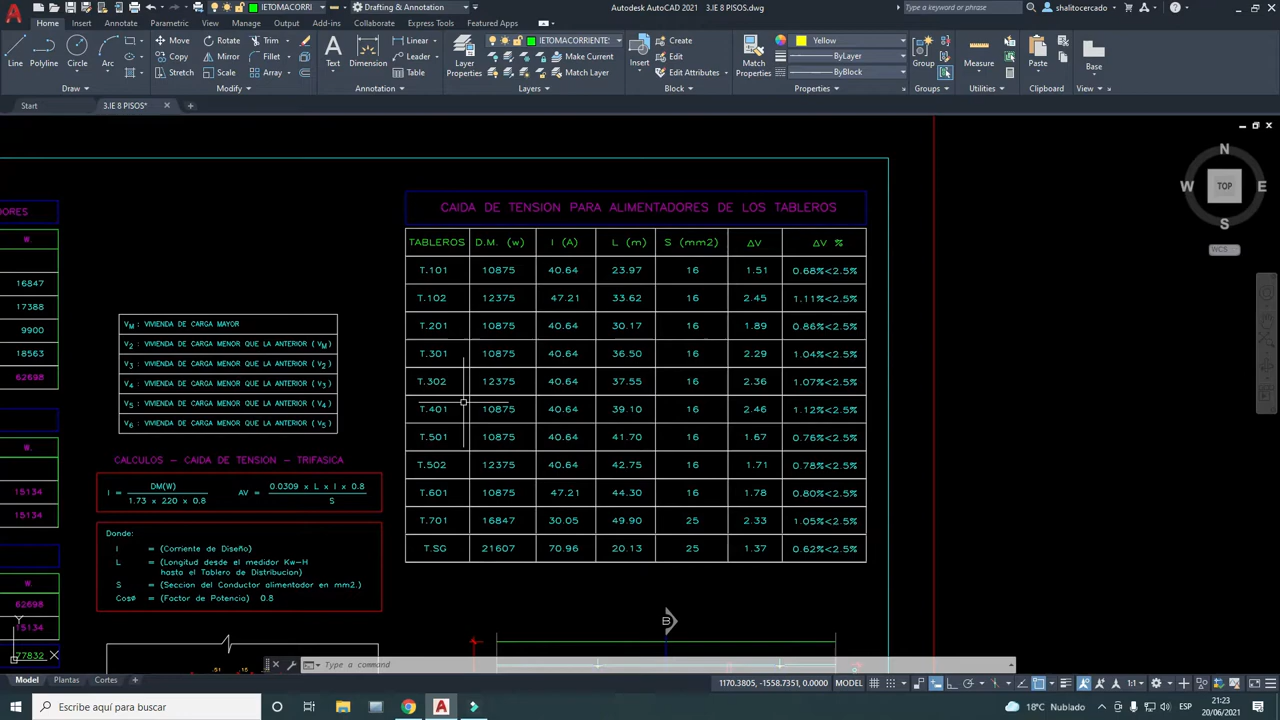 IETOMACORRI
Drafting & Annotation
Autodesk AutoCAD 2021 3.IE 8 PISOS.dwg
Type a keyword or phrase
shalitocercado
Home Insert Annotate Parametric View Manage Output Add-ins Collaborate Express Tools Featured Apps
Line Polyline Circle Arc
Move Rotate Trim
Copy Mirror Fillet
Stretch Scale Array
Text Dimension
Linear
Leader
Table
Layer Properties
IETOMACORRIENTES
Make Current
Match Layer
Insert
Create
Edit
Edit Attributes
Match Properties
Yellow
ByLayer
ByBlock
Group Measure Paste Base
Draw Modify Annotation Layers Block Properties Groups Utilities Clipboard View
Start 3.IE 8 PISOS*
N
W TOP E
S
WCS
DORES
W.
16847
17388
9900
18563
62698
W.
15134
15134
W.
62698
15134
77832
Y
X
VM : VIVIENDA DE CARGA MAYOR
V2 : VIVIENDA DE CARGA MENOR QUE LA ANTERIOR ( VM )
V3 : VIVIENDA DE CARGA MENOR QUE LA ANTERIOR ( V2 )
V4 : VIVIENDA DE CARGA MENOR QUE LA ANTERIOR ( V3 )
V5 : VIVIENDA DE CARGA MENOR QUE LA ANTERIOR ( V4 )
V6 : VIVIENDA DE CARGA MENOR QUE LA ANTERIOR ( V5 )
CALCULOS – CAIDA DE TENSION – TRIFASICA
I = DM(W) / 1.73 x 220 x 0.8 AV = 0.0309 x L x I x 0.8 / S
Donde:
I = (Corriente de Diseño)
L = (Longitud desde el medidor Kw-H
hasta el Tablero de Distribucion)
S = (Seccion del Conductor alimentador en mm2.)
Cosø = (Factor de Potencia) 0.8
CAIDA DE TENSION PARA ALIMENTADORES DE LOS TABLEROS
TABLEROS D.M. (w) I (A) L (m) S (mm2) ΔV ΔV %
T.101 10875 40.64 23.97 16 1.51 0.68%<2.5%
T.102 12375 47.21 33.62 16 2.45 1.11%<2.5%
T.201 10875 40.64 30.17 16 1.89 0.86%<2.5%
T.301 10875 40.64 36.50 16 2.29 1.04%<2.5%
T.302 12375 40.64 37.55 16 2.36 1.07%<2.5%
T.401 10875 40.64 39.10 16 2.46 1.12%<2.5%
T.501 10875 40.64 41.70 16 1.67 0.76%<2.5%
T.502 12375 40.64 42.75 16 1.71 0.78%<2.5%
T.601 10875 47.21 44.30 16 1.78 0.80%<2.5%
T.701 16847 30.05 49.90 25 2.33 1.05%<2.5%
T.SG 21607 70.96 20.13 25 1.37 0.62%<2.5%
B
.51 .15
Type a command
Model Plantas Cortes
1170.3805, -1558.7351, 0.0000 MODEL 1:1
Escribe aquí para buscar
18°C Nublado
ESP
21:23
20/06/2021